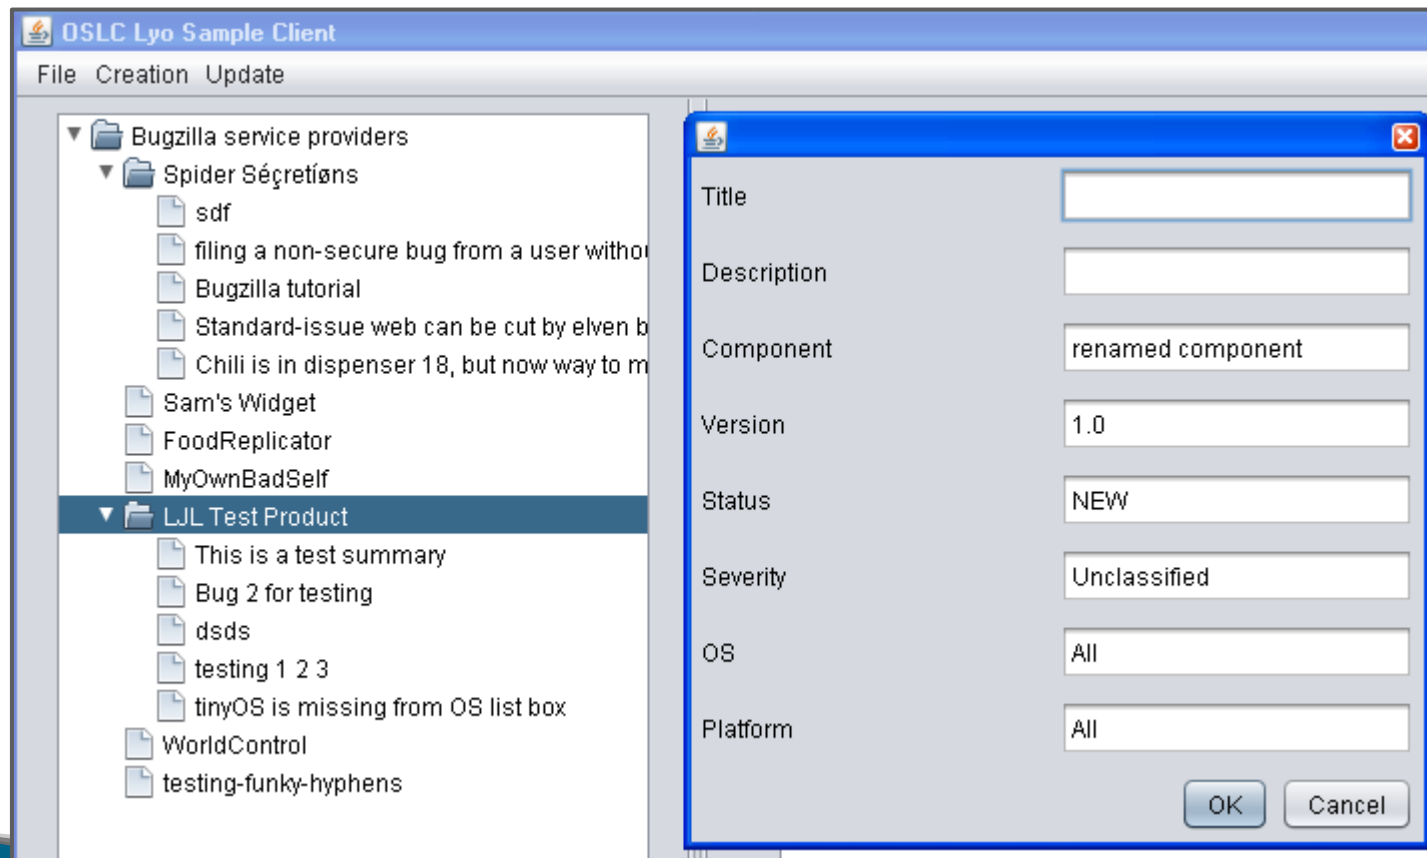 OSLC Lyo Sample Client
File Creation Update
Bugzilla service providers
Spider Séçretíøns
sdf
filing a non-secure bug from a user
Bugzilla tutorial
Standard-issue web can be cut by elven
Chili is in dispenser 18, but now way to
Sam's Widget
FoodReplicator
MyOwnBadSelf
LJL Test Product
This is a test summary
Bug 2 for testing
dsds
testing 1 2 3
tinyOS is missing from OS list box
WorldControl
testing-funky-hyphens
Title
Description
Component renamed component
Version 1.0
Status NEW
Severity Unclassified
OS All
Platform All
OK Cancel